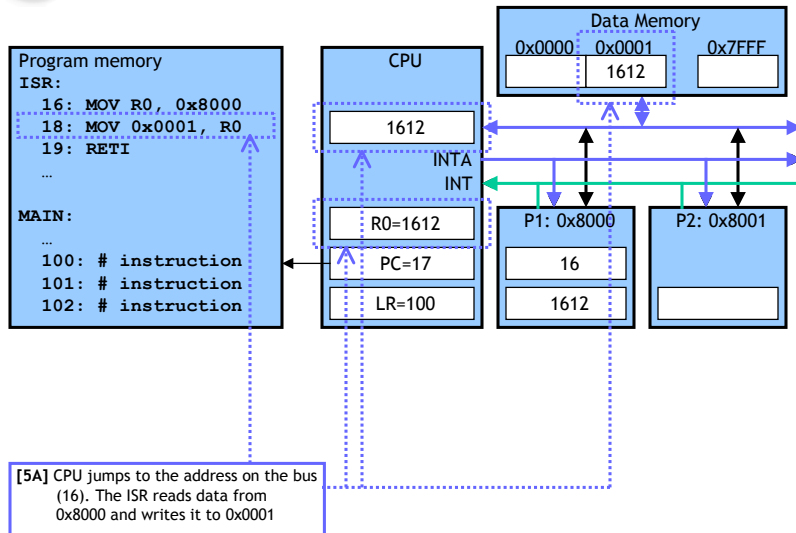 Data Memory
0x0000 0x0001 0x7FFF
1612
Program memory
ISR:
16: MOV R0, 0x8000
18: MOV 0x0001, R0
19: RETI
…
MAIN:
…
100: # instruction
101: # instruction
102: # instruction
CPU
1612
INTA
INT
R0=1612
PC=17
LR=100
P1: 0x8000
16
1612
P2: 0x8001
[5A] CPU jumps to the address on the bus
(16). The ISR reads data from
0x8000 and writes it to 0x0001